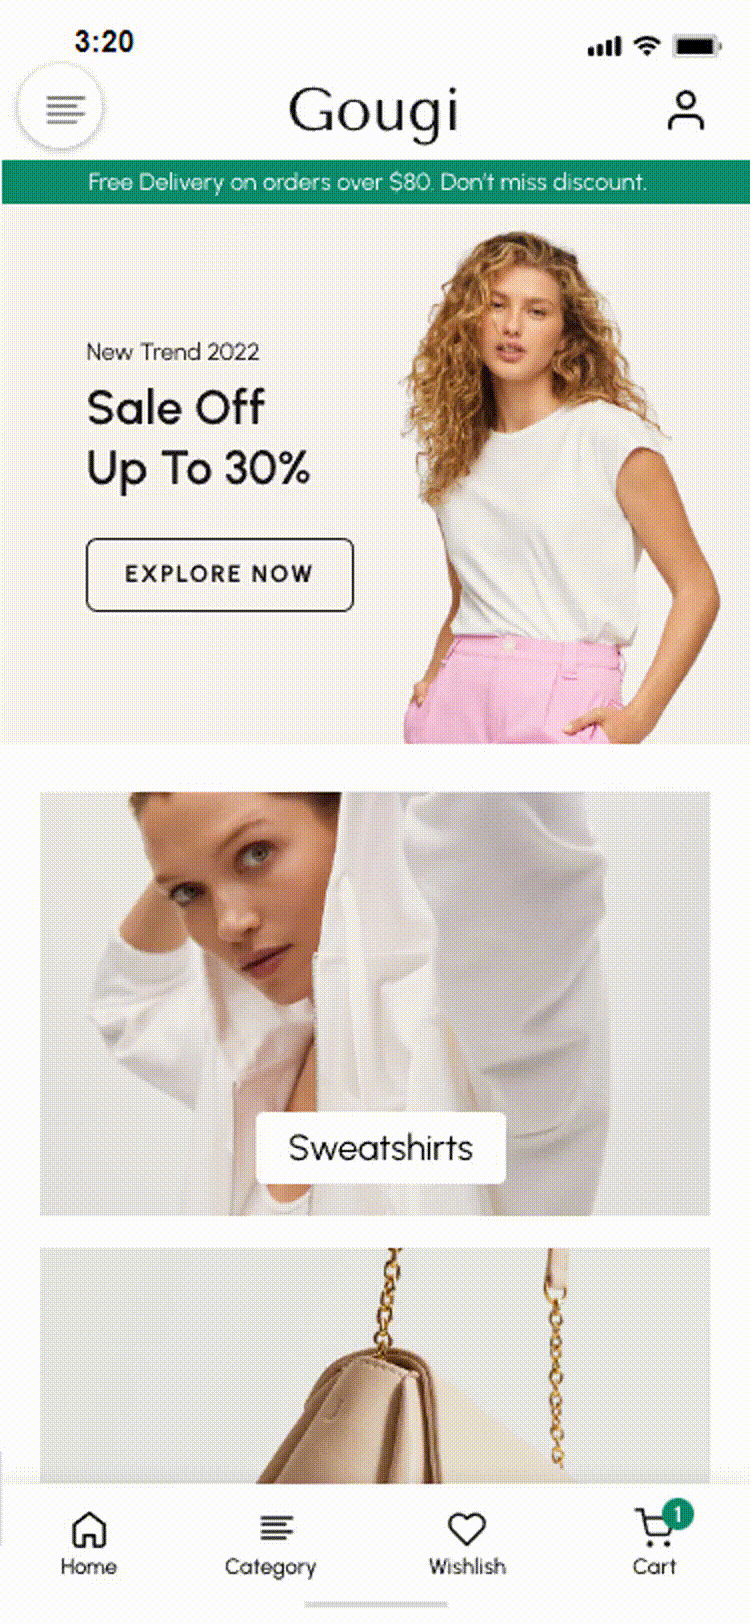 3:20
Gougi
Free Delivery on orders over $80. Don't miss discount.
New Trend 2022
Sale Off
Up To 30%
EXPLORE NOW
Sweatshirts
1
Home
Category
Wishlish
Cart